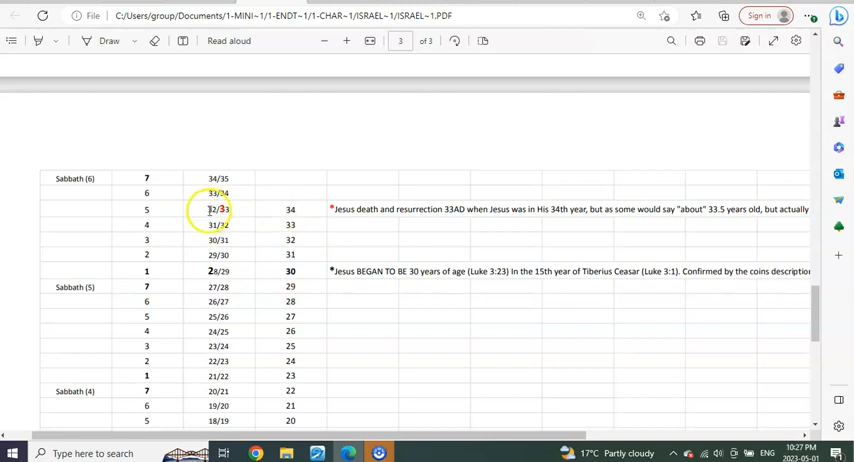 File C:/Users/group/Documents/1-MINI~1/1-ENDT~1/1-CHAR~1/ISRAEL~1/ISRAEL~1.PDF Sign in
Draw Read aloud 3 of 3
Sabbath (6) 7 34/35
6 33/34
5 32/33 34 *Jesus death and resurrection 33AD when Jesus was in His 34th year, but as some would say "about" 33.5 years old, but actually
4 31/32 33
3 30/31 32
2 29/30 31
1 28/29 30 *Jesus BEGAN TO BE 30 years of age (Luke 3:23) In the 15th year of Tiberius Ceasar (Luke 3:1). Confirmed by the coins description
Sabbath (5) 7 27/28 29
6 26/27 28
5 25/26 27
4 24/25 26
3 23/24 25
2 22/23 24
1 21/22 23
Sabbath (4) 7 20/21 22
6 19/20 21
5 18/19 20
Type here to search 17°C Partly cloudy ENG 10:27 PM
2023-05-01